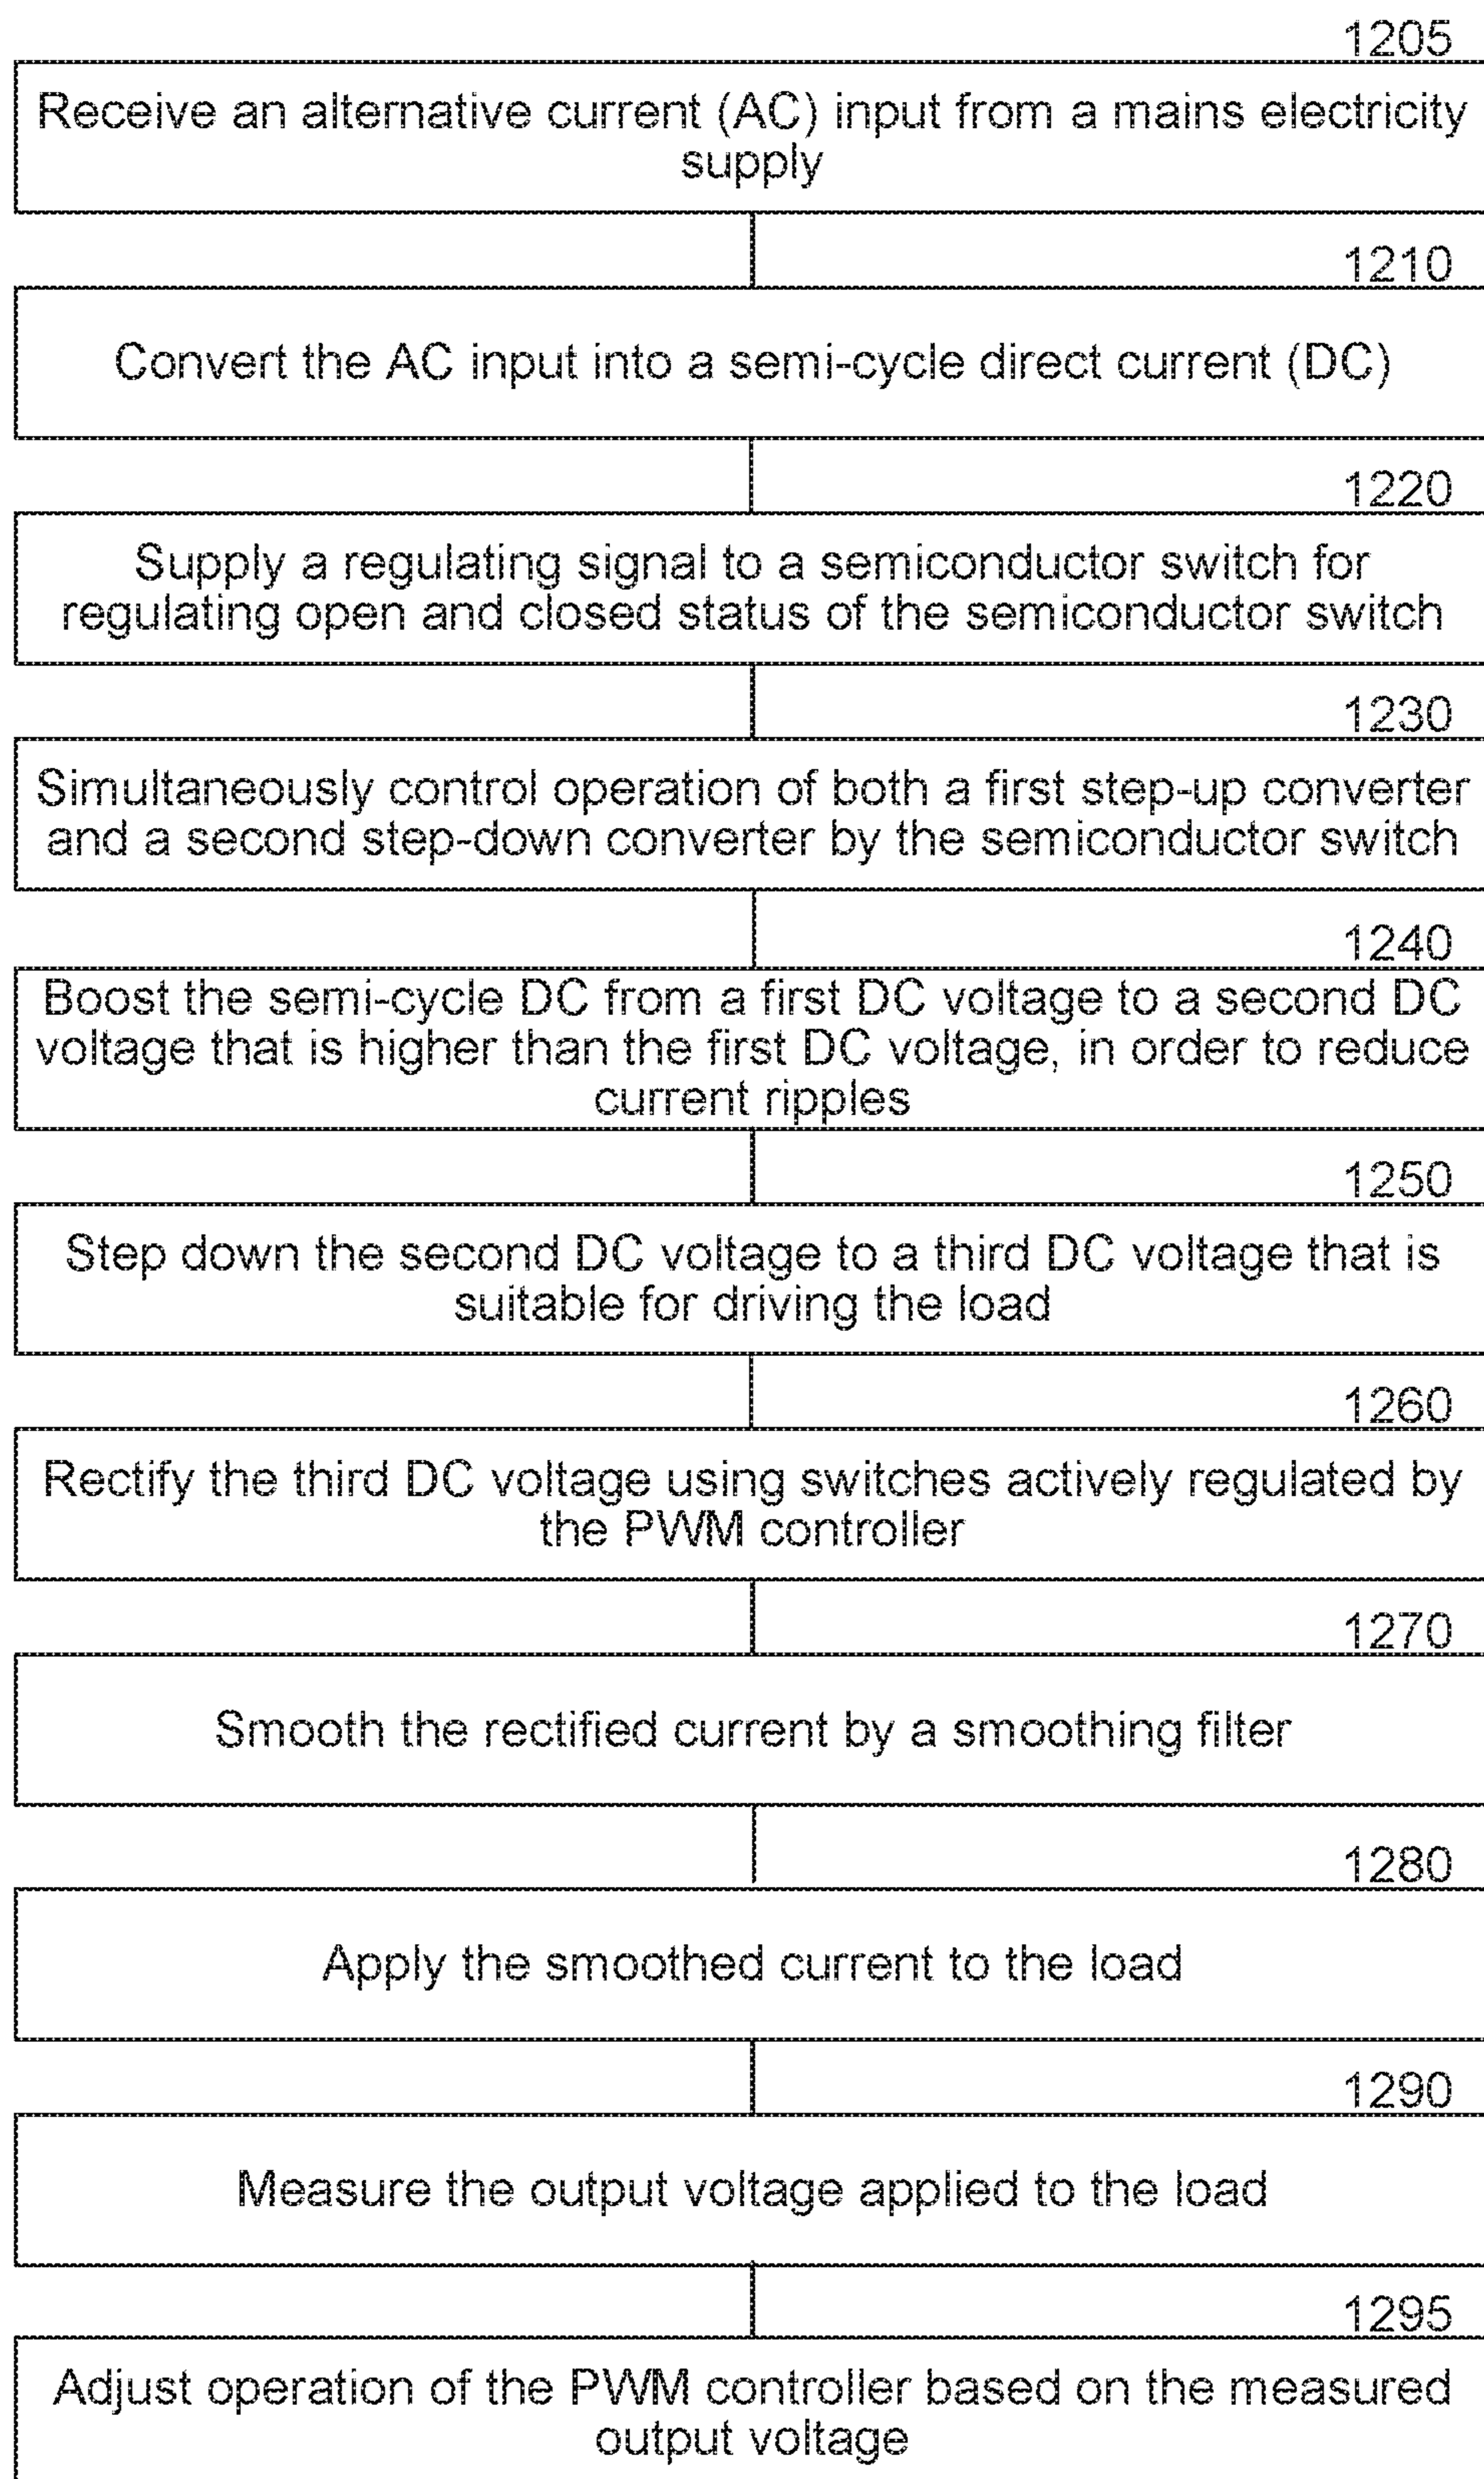 1205
Receive an alternative current (AC) input from a mains electricity
supply
1210
Convert the AC input into a semi-cycle direct current (DC)
1220
Supply a regulating signal to a semiconductor switch for
regulating open and closed status of the semiconductor switch
1230
Simultaneously control operation of both a first step-up converter
and a second step-down converter by the semiconductor switch
1240
Boost the semi-cycle DC from a first DC voltage to a second DC
voltage that is higher than the first DC voltage, in order to reduce
current ripples
1250
Step down the second DC voltage to a third DC voltage that is
suitable for driving the load
1260
Rectify the third DC voltage using switches actively regulated by
the PWM controller
1270
Smooth the rectified current by a smoothing filter
1280
Apply the smoothed current to the load
1290
Measure the output voltage applied to the load
1295
Adjust operation of the PWM controller based on the measured
output voltage